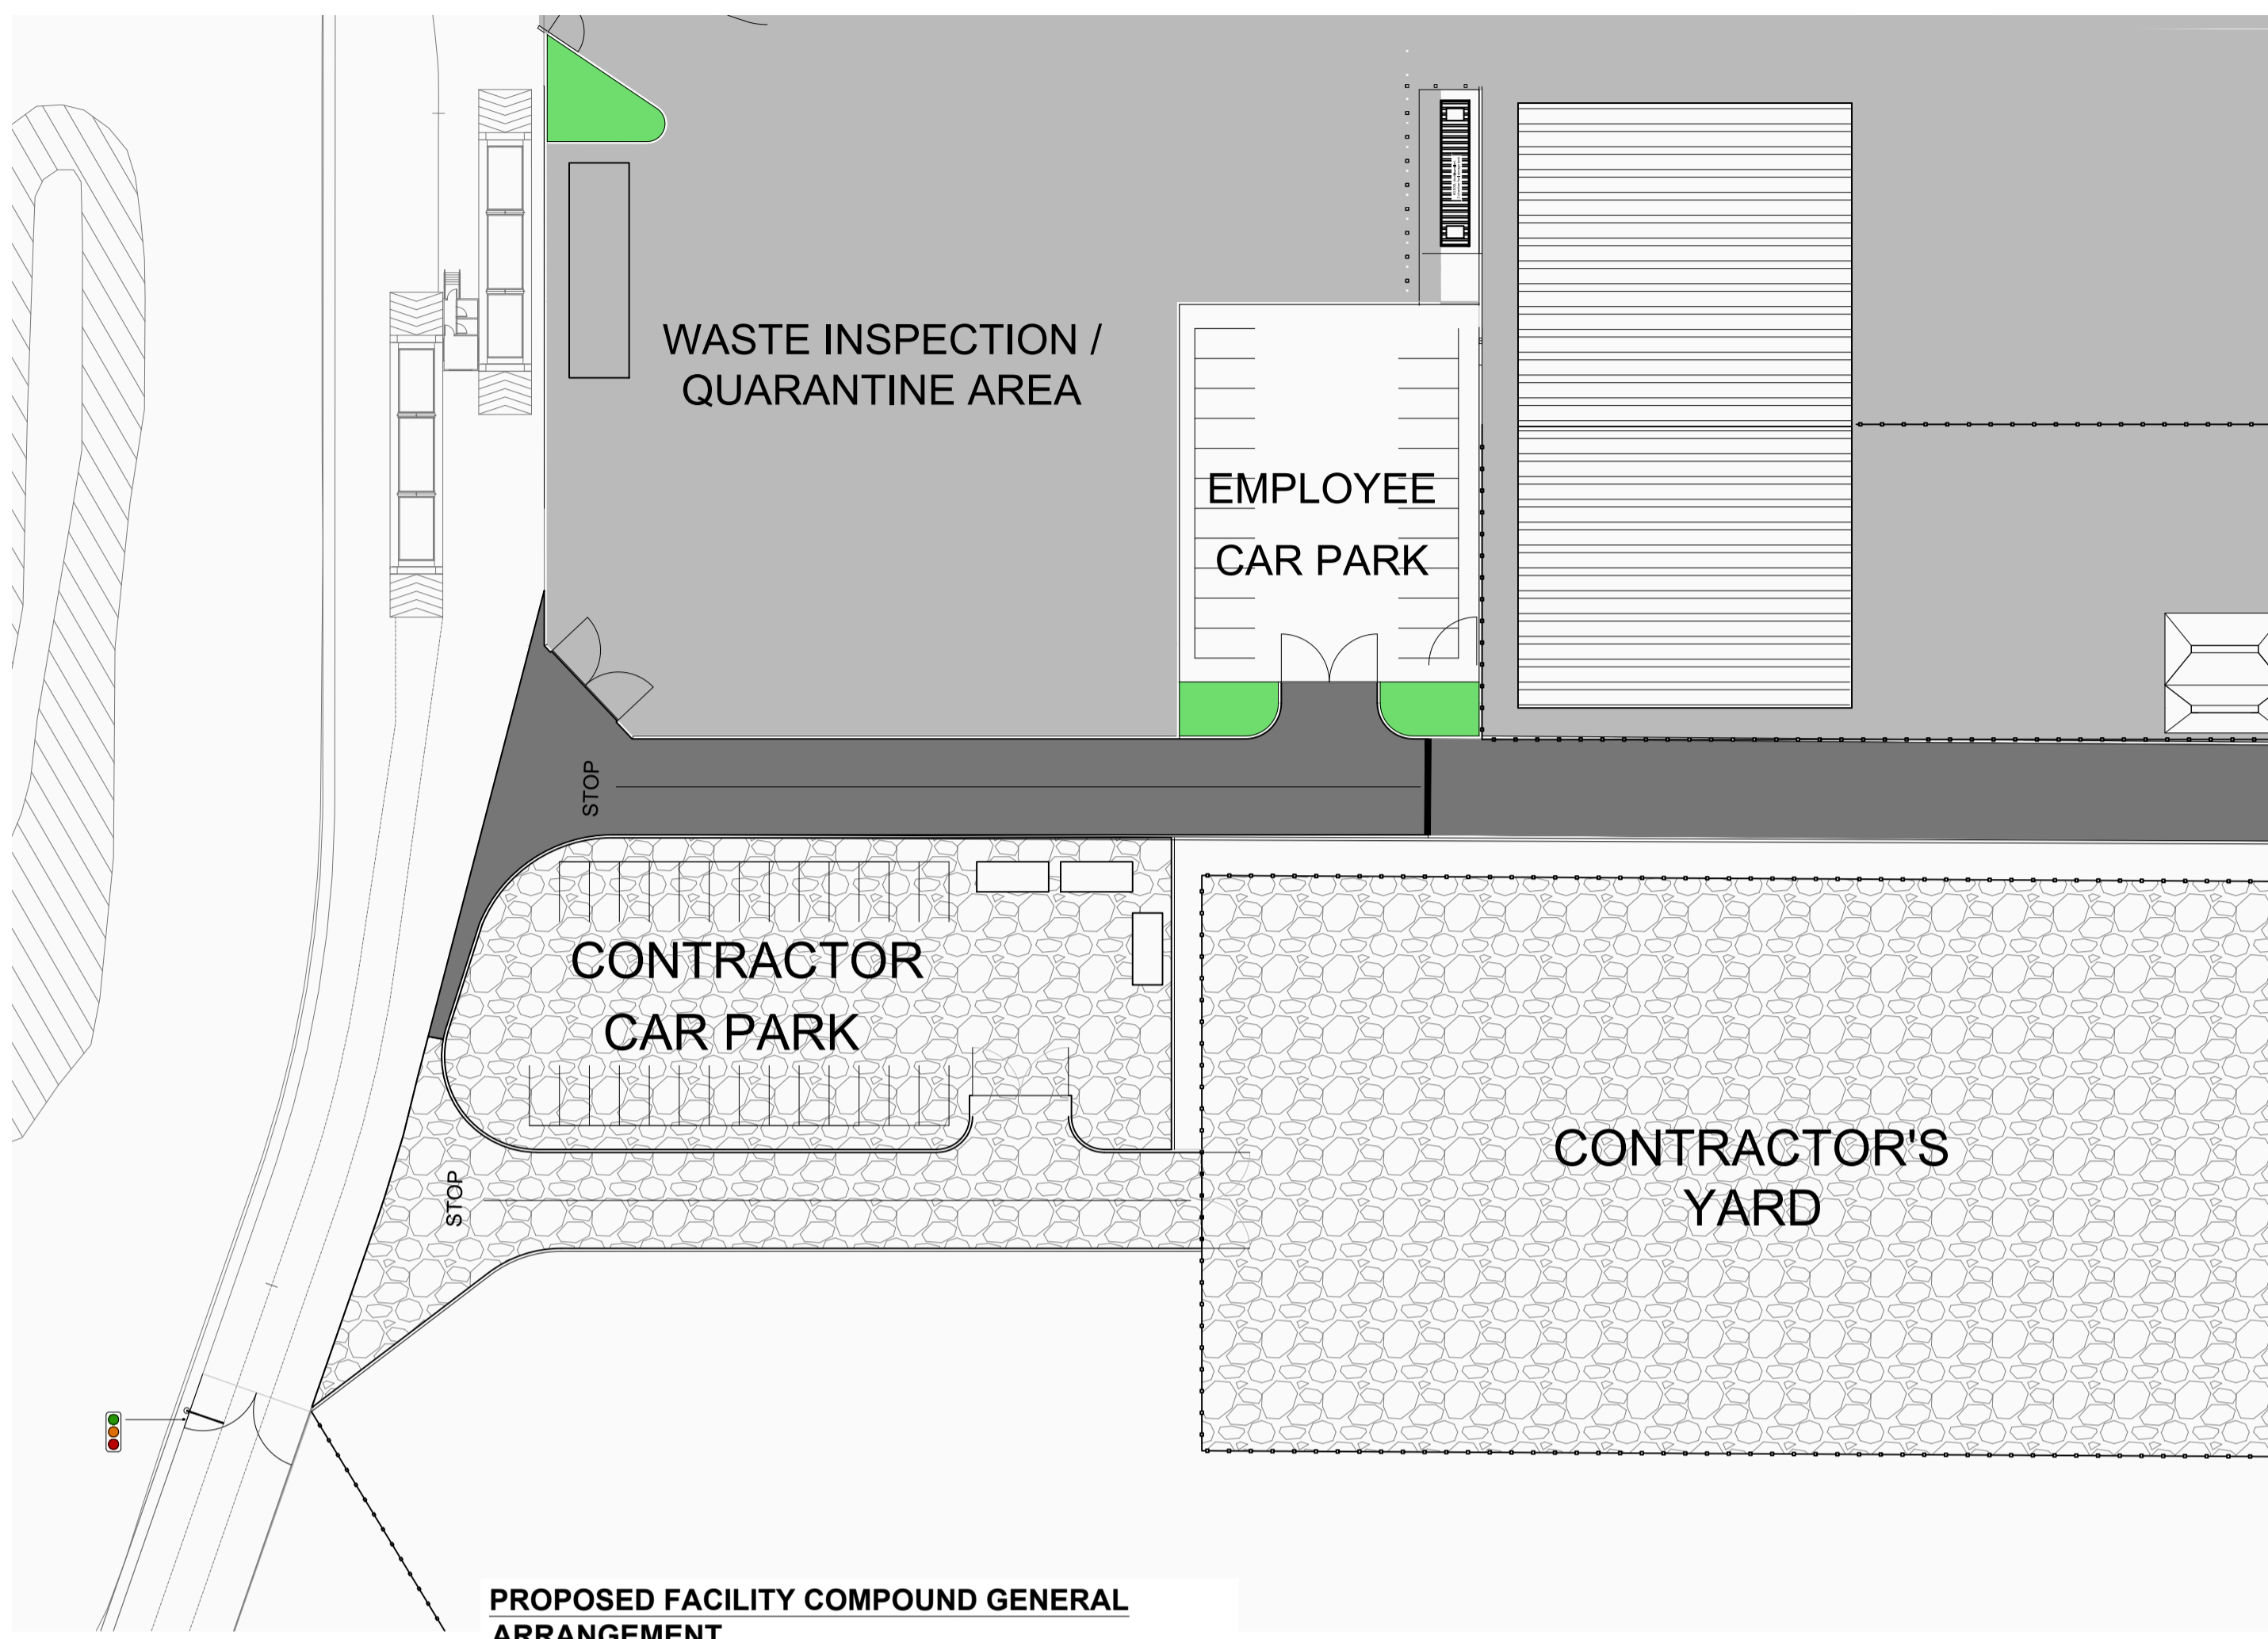 WASTE INSPECTION /
QUARANTINE AREA
EMPLOYEE
CAR PARK
STOP
CONTRACTOR
CAR PARK
CONTRACTOR'S
YARD
STOP
PROPOSED FACILITY COMPOUND GENERAL
ARRANGEMENT